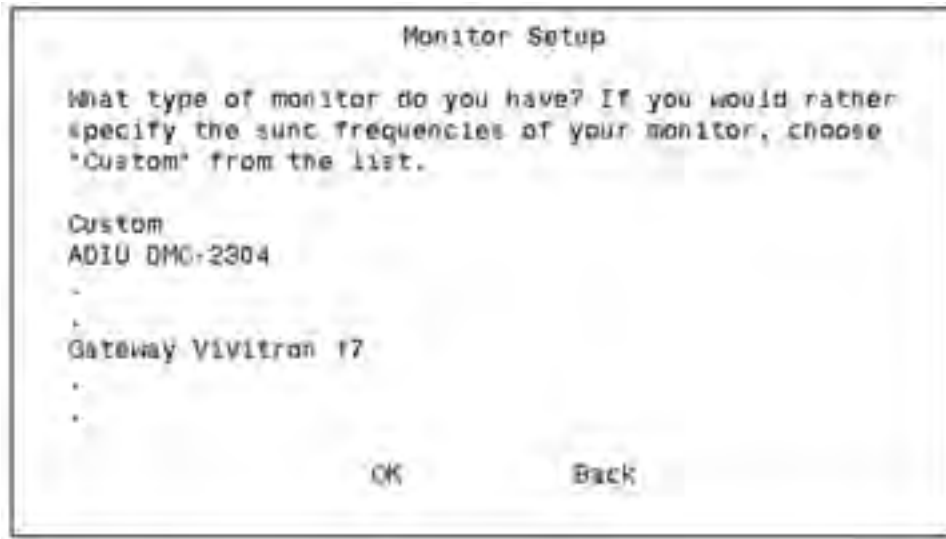 Monitor Setup
What type of monitor do you have? If you would rather
specify the sunc frequencies of your monitor, choose
"Custom" from the list.
Custom
ADIU DMC-2304
.
.
Gateway Vivitron 17
.
.
OK Back